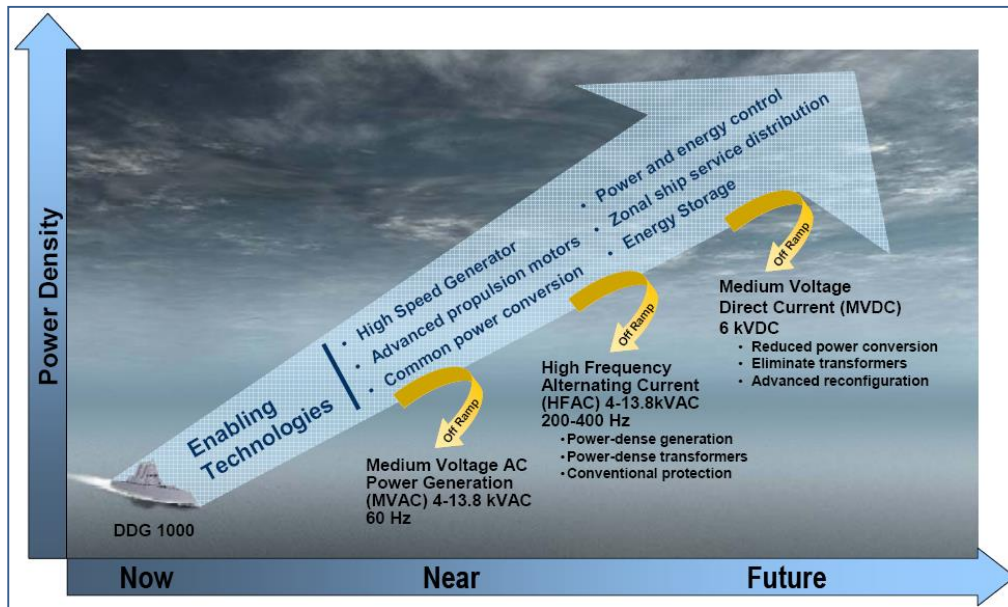 Power Density
Enabling
Technologies
• High Speed Generator
• Advanced propulsion motors
• Common power conversion
• Power and energy control
• Zonal ship service distribution
• Energy Storage
Off Ramp
Medium Voltage AC
Power Generation
(MVAC) 4-13.8 kVAC
60 Hz
Off Ramp
High Frequency
Alternating Current
(HFAC) 4-13.8kVAC
200-400 Hz
•Power-dense generation
•Power-dense transformers
•Conventional protection
Off Ramp
Medium Voltage
Direct Current (MVDC)
6 kVDC
• Reduced power conversion
• Eliminate transformers
• Advanced reconfiguration
DDG 1000
Now
Near
Future